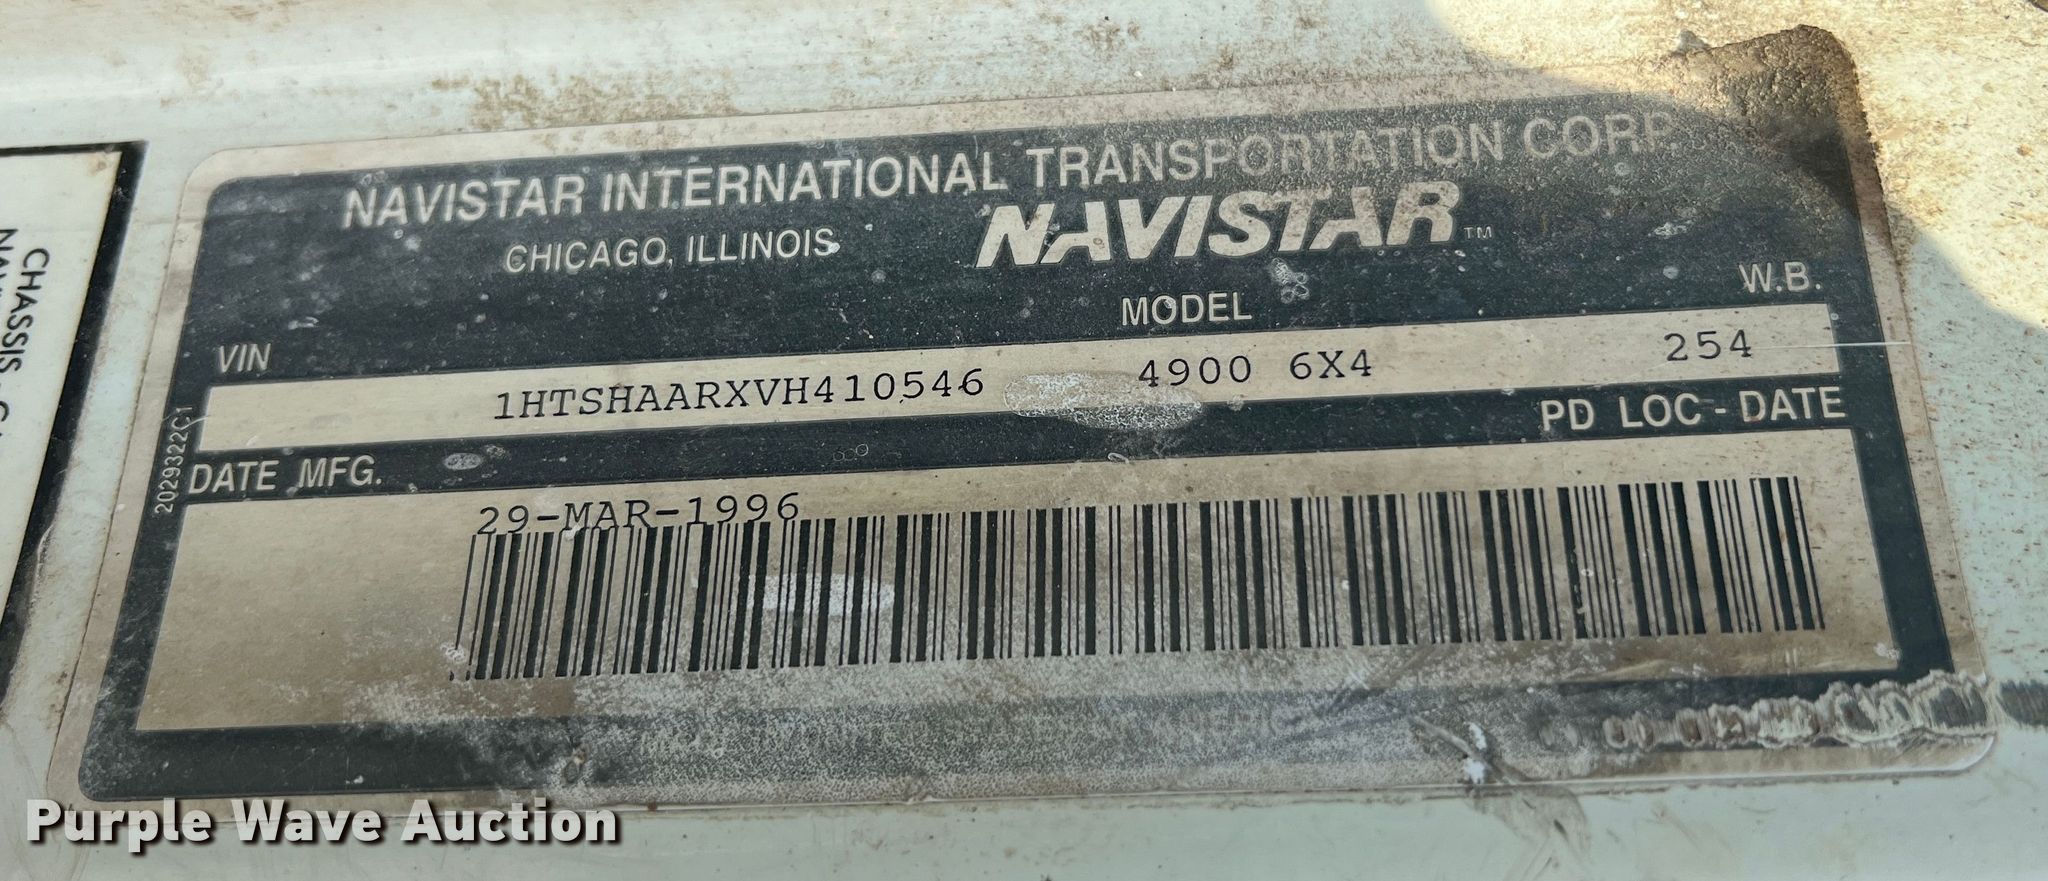 NAVISTAR INTERNATIONAL TRANSPORTATION CORP.
CHICAGO, ILLINOIS
NAVISTAR™
VIN
MODEL
W.B.
1HTSHAARXVH410546
4900 6X4
254
PD LOC - DATE
DATE MFG.
29-MAR-1996
2029322C1
CHASSIS
Purple Wave Auction